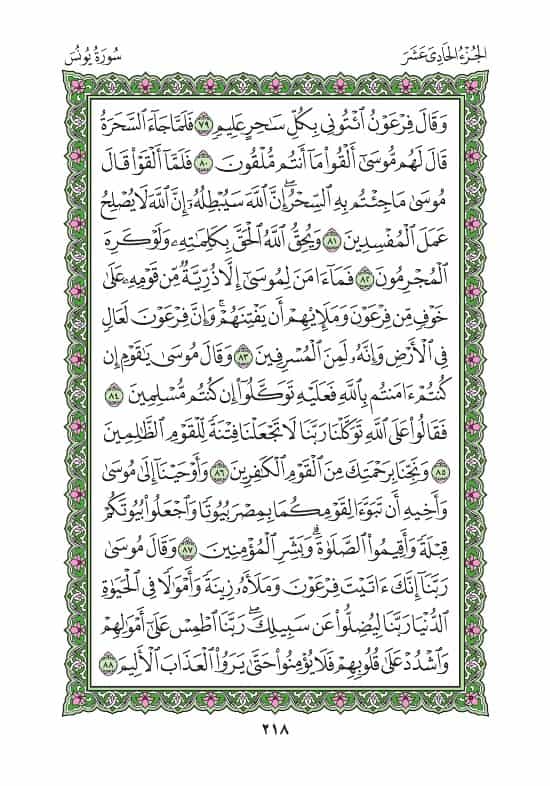 الجُزْءُ الحَادِىَ عَشَرَ
سُورَةُ يُونُسَ
وَقَالَ فِرْعَوْنُ ٱئْتُونِى بِكُلِّ سَٰحِرٍ عَلِيمٍ ٧٩ فَلَمَّا جَآءَ ٱلسَّحَرَةُ
قَالَ لَهُم مُّوسَىٰٓ أَلْقُوا۟ مَآ أَنتُم مُّلْقُونَ ٨٠ فَلَمَّآ أَلْقَوْا۟ قَالَ
مُوسَىٰ مَا جِئْتُم بِهِ ٱلسِّحْرُ ۖ إِنَّ ٱللَّهَ سَيُبْطِلُهُۥٓ إِنَّ ٱللَّهَ لَا يُصْلِحُ
عَمَلَ ٱلْمُفْسِدِينَ ٨١ وَيُحِقُّ ٱللَّهُ ٱلْحَقَّ بِكَلِمَٰتِهِۦ وَلَوْ كَرِهَ
ٱلْمُجْرِمُونَ ٨٢ فَمَآ ءَامَنَ لِمُوسَىٰٓ إِلَّا ذُرِّيَّةٌ مِّن قَوْمِهِۦ عَلَىٰ
خَوْفٍ مِّن فِرْعَوْنَ وَمَلَإِي۟هِمْ أَن يَفْتِنَهُمْ ۚ وَإِنَّ فِرْعَوْنَ لَعَالٍ
فِى ٱلْأَرْضِ وَإِنَّهُۥ لَمِنَ ٱلْمُسْرِفِينَ ٨٣ وَقَالَ مُوسَىٰ يَٰقَوْمِ إِن
كُنتُمْ ءَامَنتُم بِٱللَّهِ فَعَلَيْهِ تَوَكَّلُوٓا۟ إِن كُنتُم مُّسْلِمِينَ ٨٤
فَقَالُوا۟ عَلَى ٱللَّهِ تَوَكَّلْنَا رَبَّنَا لَا تَجْعَلْنَا فِتْنَةً لِّلْقَوْمِ ٱلظَّٰلِمِينَ
٨٥ وَنَجِّنَا بِرَحْمَتِكَ مِنَ ٱلْقَوْمِ ٱلْكَٰفِرِينَ ٨٦ وَأَوْحَيْنَآ إِلَىٰ مُوسَىٰ
وَأَخِيهِ أَن تَبَوَّءَا لِقَوْمِكُمَا بِمِصْرَ بُيُوتًا وَٱجْعَلُوا۟ بُيُوتَكُمْ
قِبْلَةً وَأَقِيمُوا۟ ٱلصَّلَوٰةَ ۗ وَبَشِّرِ ٱلْمُؤْمِنِينَ ٨٧ وَقَالَ مُوسَىٰ
رَبَّنَآ إِنَّكَ ءَاتَيْتَ فِرْعَوْنَ وَمَلَأَهُۥ زِينَةً وَأَمْوَٰلًا فِى ٱلْحَيَوٰةِ
ٱلدُّنْيَا رَبَّنَا لِيُضِلُّوا۟ عَن سَبِيلِكَ ۖ رَبَّنَا ٱطْمِسْ عَلَىٰٓ أَمْوَٰلِهِمْ
وَٱشْدُدْ عَلَىٰ قُلُوبِهِمْ فَلَا يُؤْمِنُوا۟ حَتَّىٰ يَرَوُا۟ ٱلْعَذَابَ ٱلْأَلِيمَ ٨٨
٢١٨